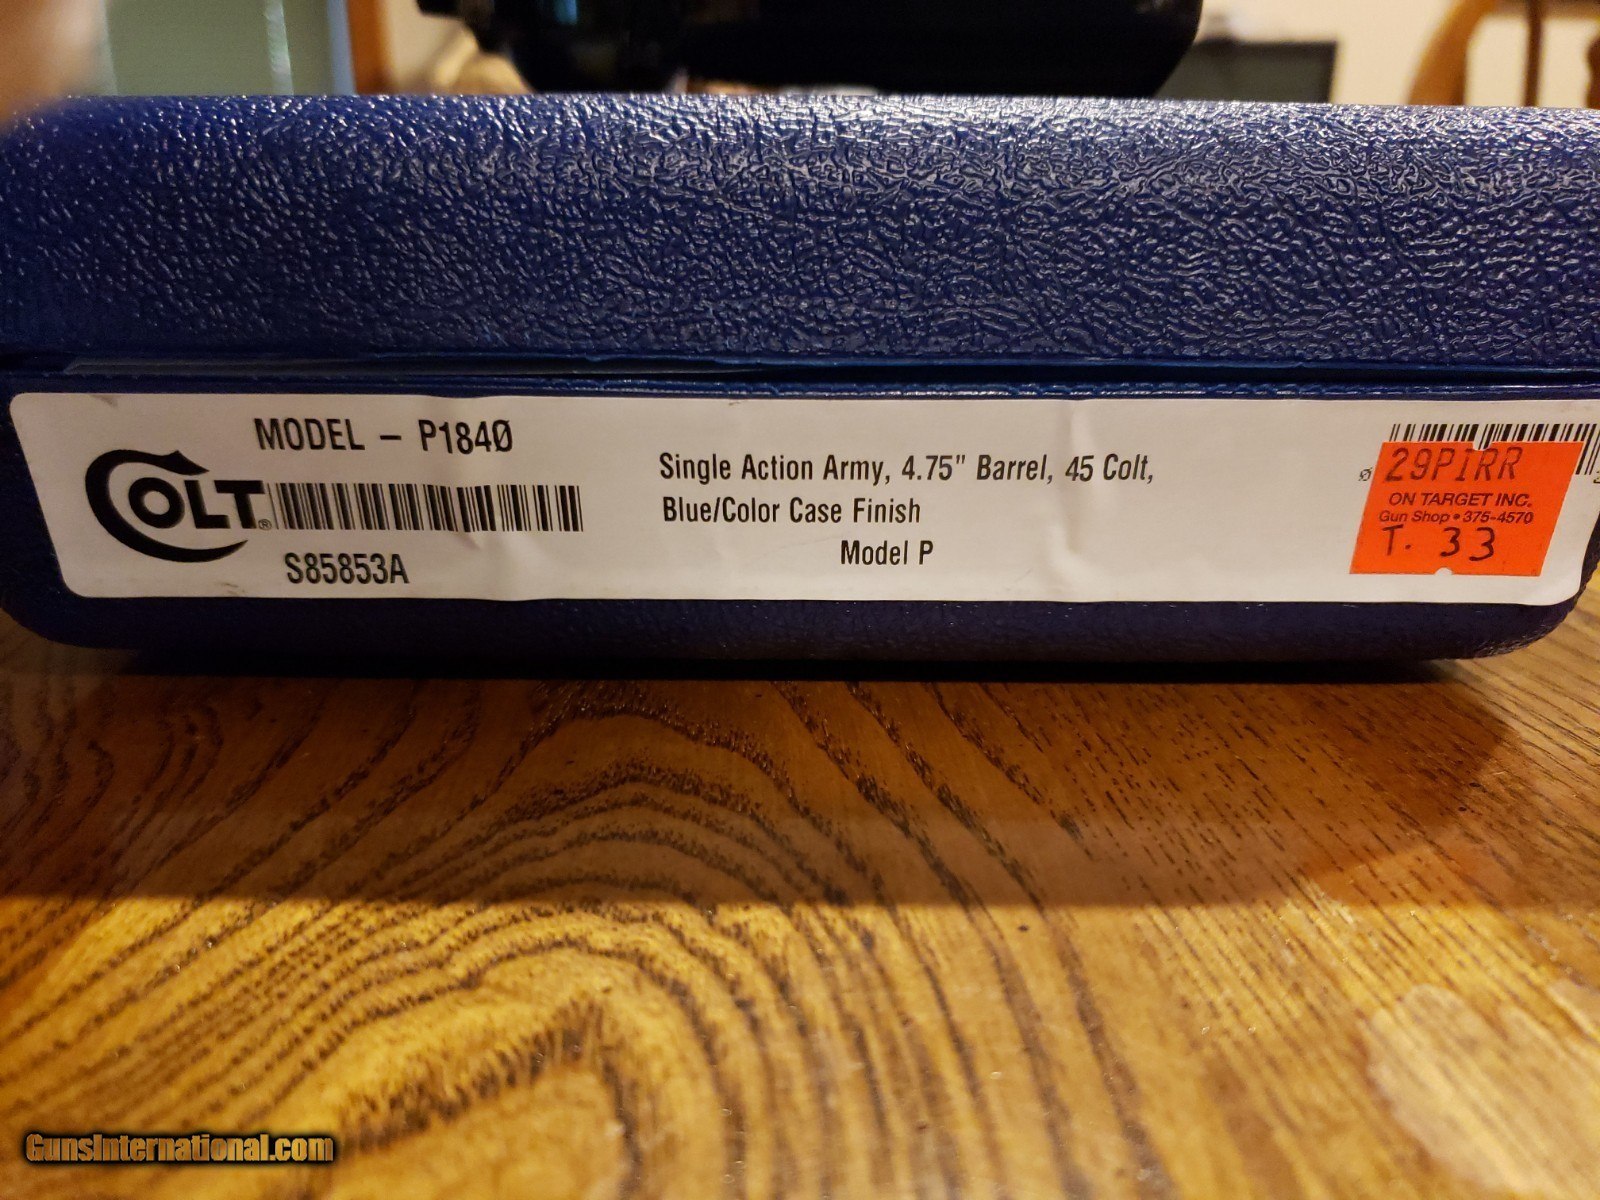 MODEL – P1840
COLT®
S85853A
Single Action Army, 4.75" Barrel, 45 Colt,
Blue/Color Case Finish
Model P
29PIRR
ON TARGET INC.
Gun Shop • 375-4570
T. 33
GunsInternational.com